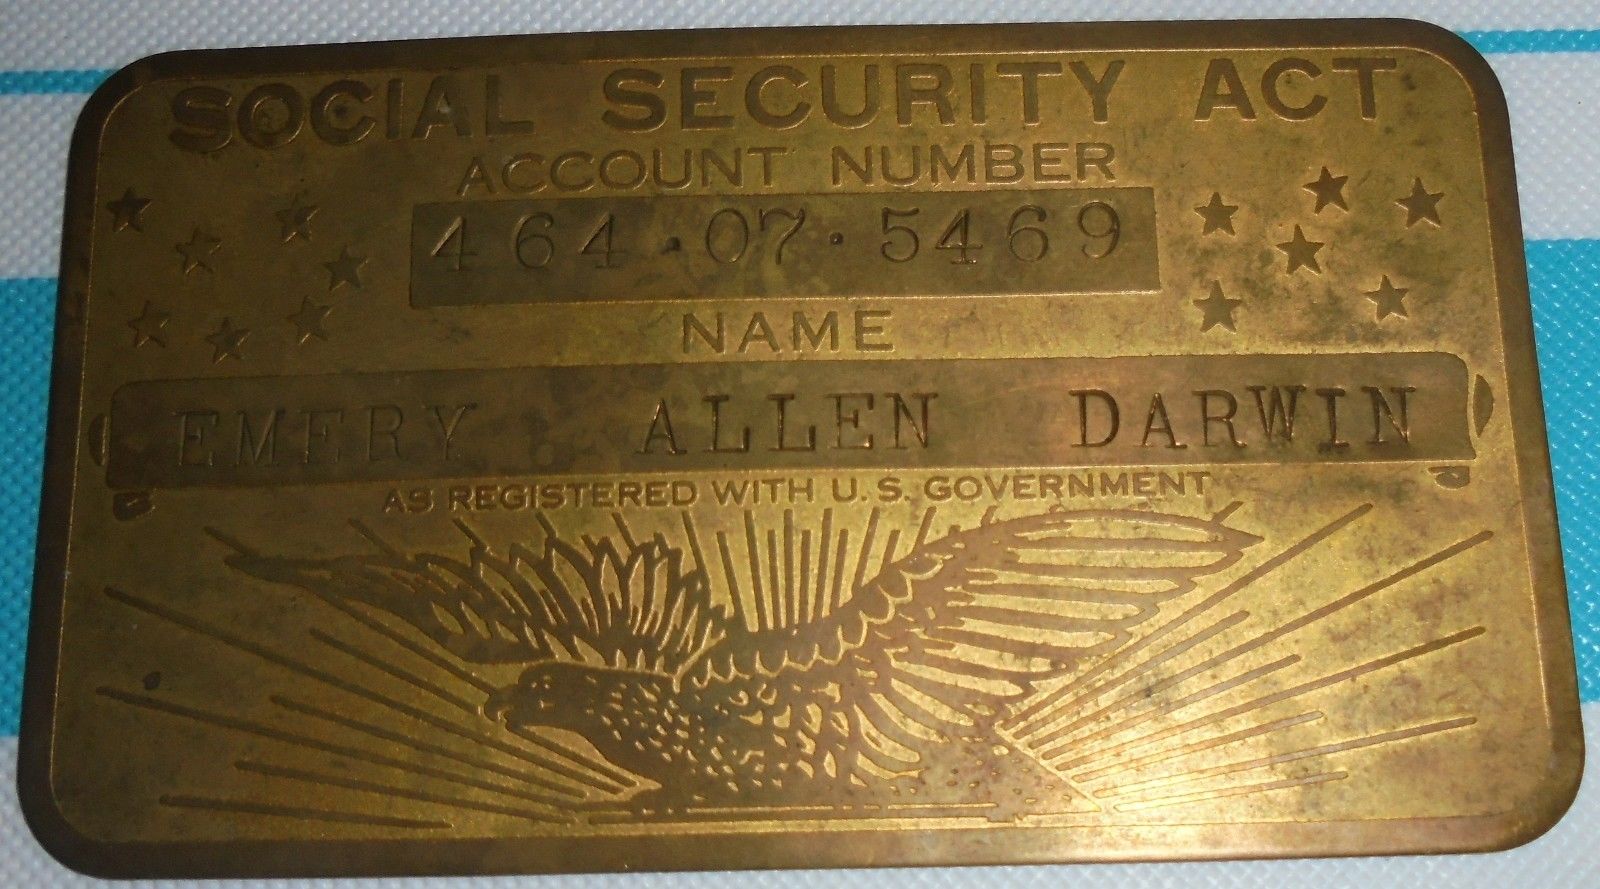 SOCIAL SECURITY ACT
ACCOUNT NUMBER
464·07·5469
NAME
EMERY ALLEN DARWIN
AS REGISTERED WITH U.S. GOVERNMENT